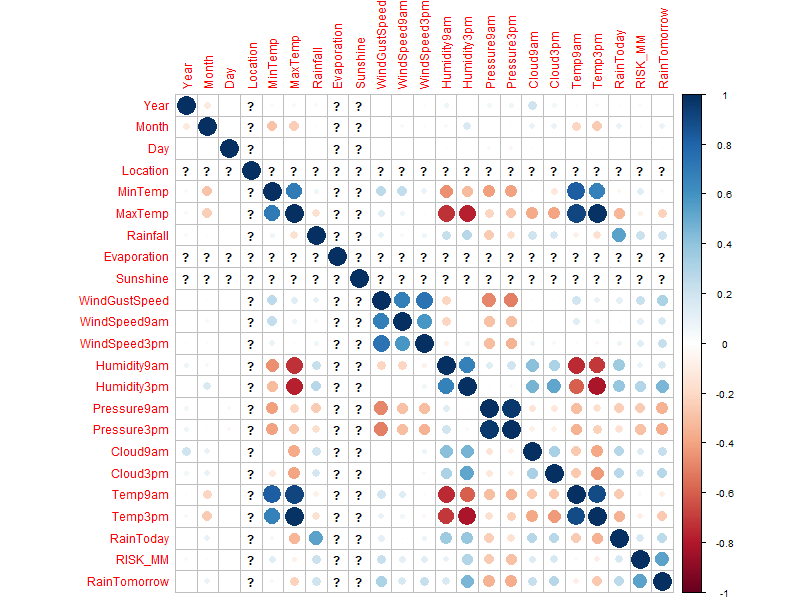 Year
Month
Day
Location
MinTemp
MaxTemp
Rainfall
Evaporation
Sunshine
WindGustSpeed
WindSpeed9am
WindSpeed3pm
Humidity9am
Humidity3pm
Pressure9am
Pressure3pm
Cloud9am
Cloud3pm
Temp9am
Temp3pm
RainToday
RISK_MM
RainTomorrow
Year ? ? ?
Month ? ? ?
Day ? ? ?
Location ? ? ? ? ? ? ? ? ? ? ? ? ? ? ? ? ? ? ? ? ? ?
MinTemp ? ? ?
MaxTemp ? ? ?
Rainfall ? ? ?
Evaporation ? ? ? ? ? ? ? ? ? ? ? ? ? ? ? ? ? ? ? ? ? ?
Sunshine ? ? ? ? ? ? ? ? ? ? ? ? ? ? ? ? ? ? ? ? ? ?
WindGustSpeed ? ? ?
WindSpeed9am ? ? ?
WindSpeed3pm ? ? ?
Humidity9am ? ? ?
Humidity3pm ? ? ?
Pressure9am ? ? ?
Pressure3pm ? ? ?
Cloud9am ? ? ?
Cloud3pm ? ? ?
Temp9am ? ? ?
Temp3pm ? ? ?
RainToday ? ? ?
RISK_MM ? ? ?
RainTomorrow ? ? ?
1
0.8
0.6
0.4
0.2
0
-0.2
-0.4
-0.6
-0.8
-1